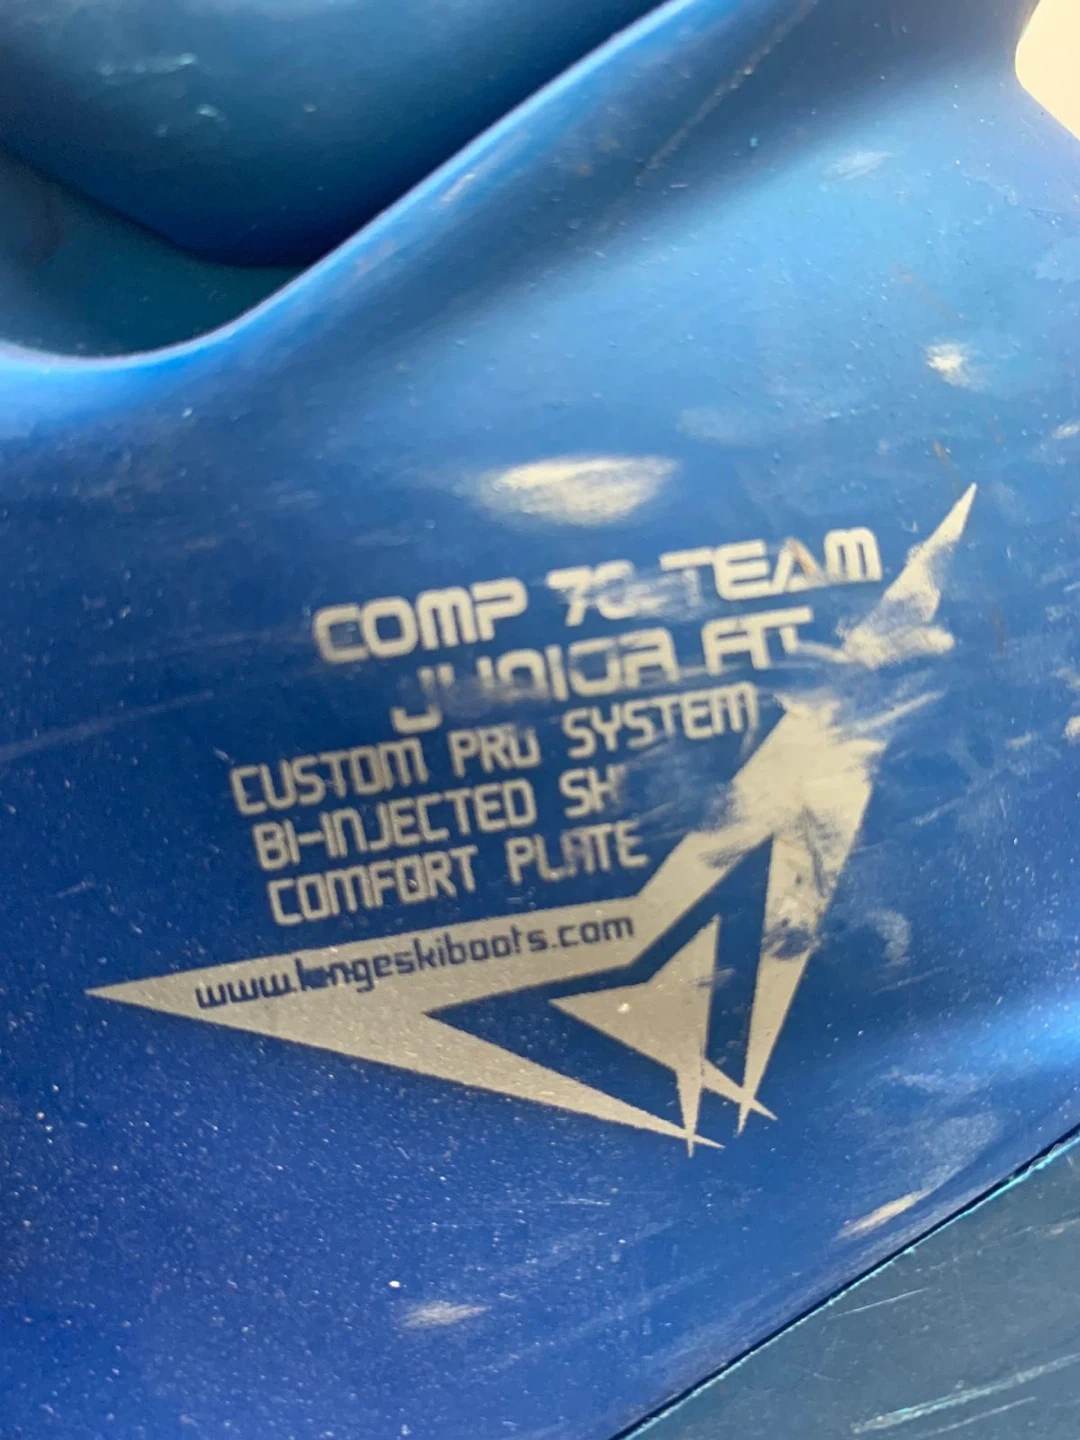 COMP 70 TEAM
JUNIOR FIT
CUSTOM PRO SYSTEM
BI-INJECTED
COMFORT PLATE
www.langeskiboots.com